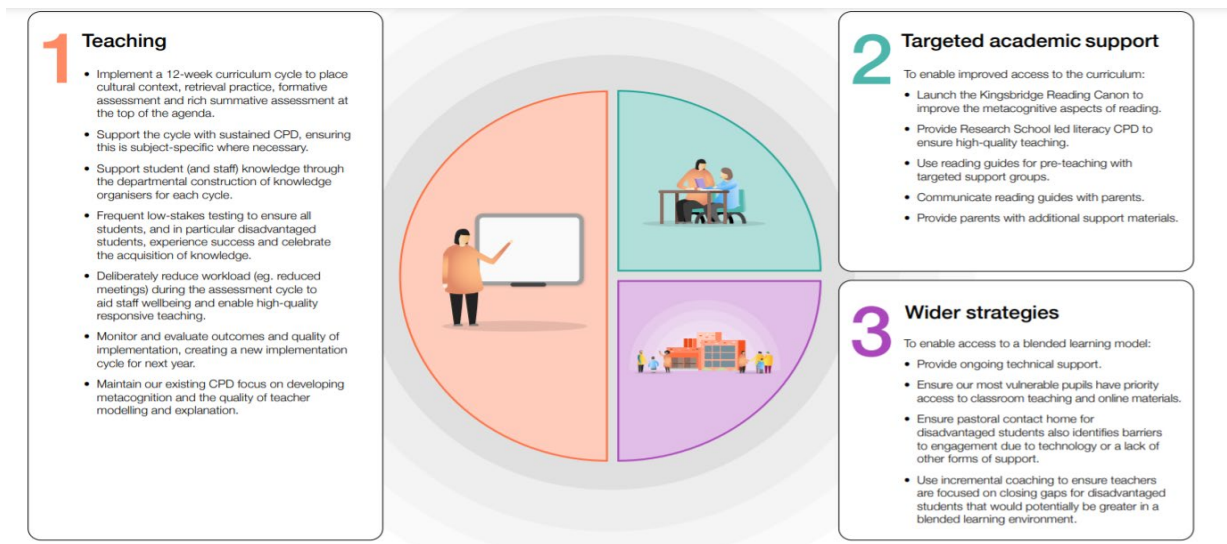 1
Teaching
• Implement a 12-week curriculum cycle to place
cultural context, retrieval practice, formative
assessment and rich summative assessment at
the top of the agenda.
• Support the cycle with sustained CPD, ensuring
this is subject-specific where necessary.
• Support student (and staff) knowledge through
the departmental construction of knowledge
organisers for each cycle.
• Frequent low-stakes testing to ensure all
students, and in particular disadvantaged
students, experience success and celebrate
the acquisition of knowledge.
• Deliberately reduce workload (eg. reduced
meetings) during the assessment cycle to
aid staff wellbeing and enable high-quality
responsive teaching.
• Monitor and evaluate outcomes and quality of
implementation, creating a new implementation
cycle for next year.
• Maintain our existing CPD focus on developing
metacognition and the quality of teacher
modelling and explanation.
2
Targeted academic support
To enable improved access to the curriculum:
• Launch the Kingsbridge Reading Canon to
improve the metacognitive aspects of reading.
• Provide Research School led literacy CPD to
ensure high-quality teaching.
• Use reading guides for pre-teaching with
targeted support groups.
• Communicate reading guides with parents.
• Provide parents with additional support materials.
3
Wider strategies
To enable access to a blended learning model:
• Provide ongoing technical support.
• Ensure our most vulnerable pupils have priority
access to classroom teaching and online materials.
• Ensure pastoral contact home for
disadvantaged students also identifies barriers
to engagement due to technology or a lack of
other forms of support.
• Use incremental coaching to ensure teachers
are focused on closing gaps for disadvantaged
students that would potentially be greater in a
blended learning environment.